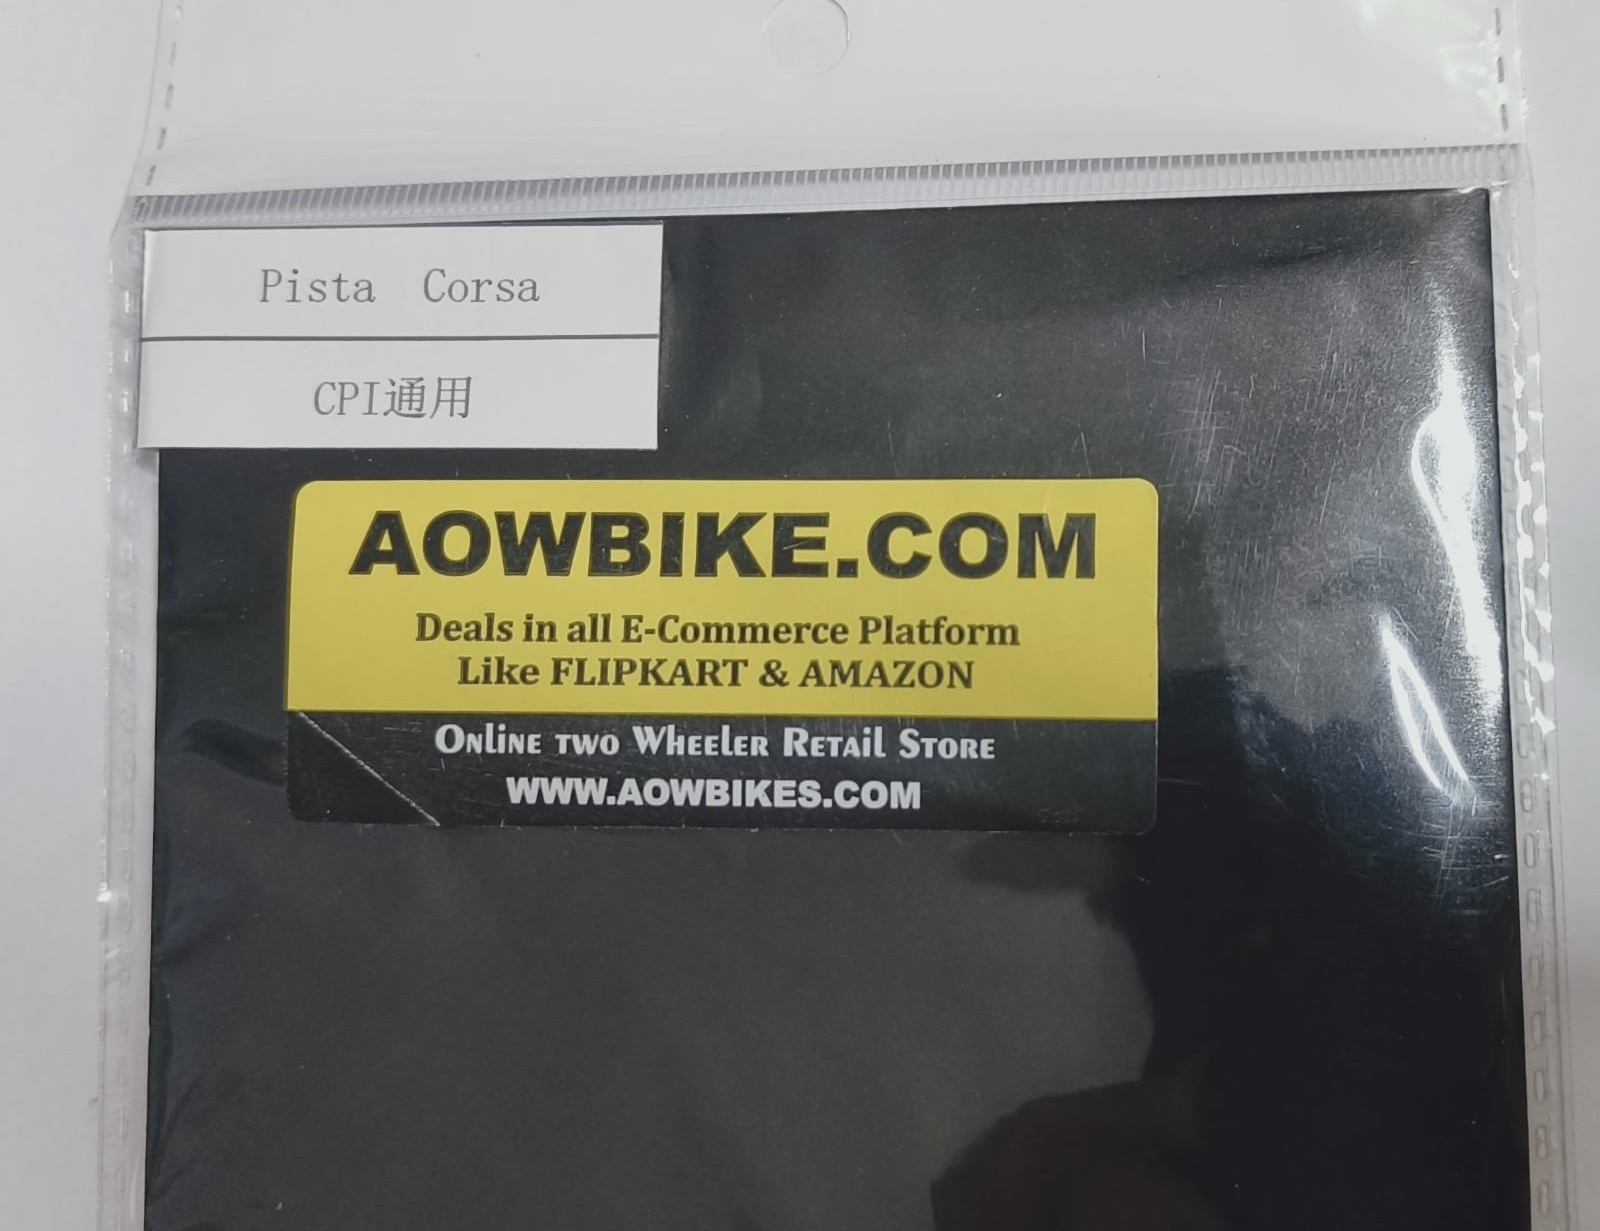 Pista Corsa
CPI通用
AOWBIKE.COM
Deals in all E-Commerce Platform
Like FLIPKART & AMAZON
Online two Wheeler Retail Store
WWW.AOWBIKES.COM